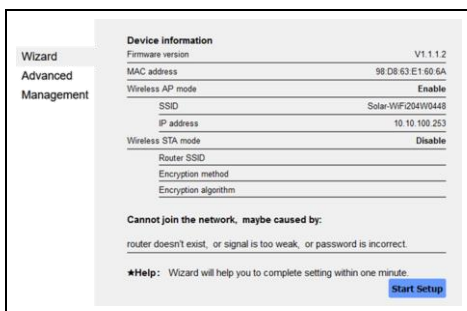 Wizard
Advanced
Management
Device information
Firmware version V1.1.1.2
MAC address 98:D8:63:E1:60:6A
Wireless AP mode Enable
SSID Solar-WiFi204W0448
IP address 10.10.100.253
Wireless STA mode Disable
Router SSID
Encryption method
Encryption algorithm
Cannot join the network, maybe caused by:
router doesn't exist, or signal is too weak, or password is incorrect.
★Help: Wizard will help you to complete setting within one minute.
Start Setup